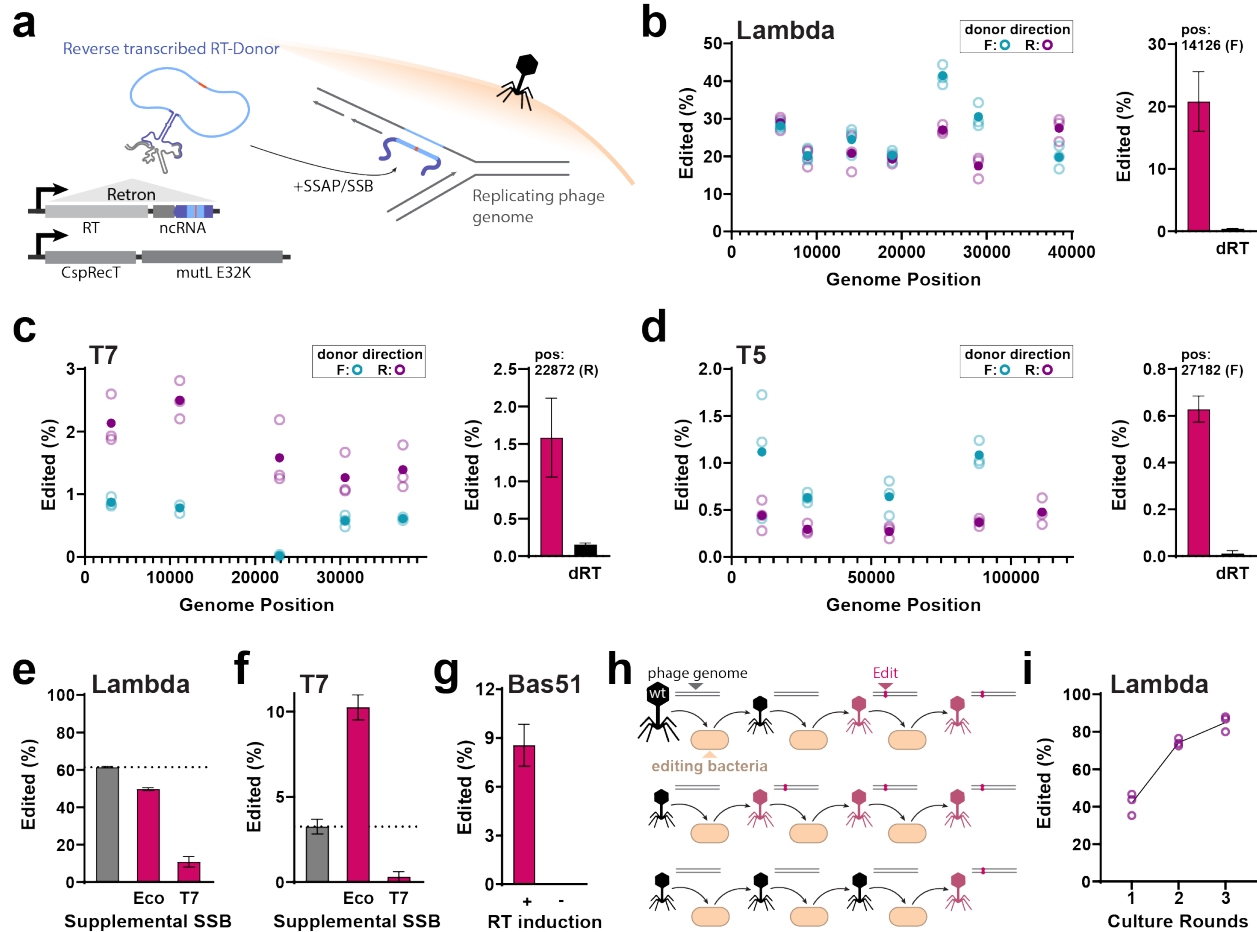 a
Reverse transcribed RT-Donor
Retron
RT
ncRNA
CspRecT
mutL E32K
+SSAP/SSB
Replicating phage
genome
b
Lambda
donor direction
F: R:
Edited (%)
50
40
30
20
10
0
0 10000 20000 30000 40000
Genome Position
pos:
14126 (F)
Edited (%)
30
20
10
0
dRT
c
T7
donor direction
F: R:
Edited (%)
3
2
1
0
0 10000 20000 30000
Genome Position
pos:
22872 (R)
Edited (%)
2.5
2.0
1.5
1.0
0.5
0.0
dRT
d
T5
donor direction
F: R:
Edited (%)
2.0
1.5
1.0
0.5
0.0
0 50000 100000
Genome Position
pos:
27182 (F)
Edited (%)
0.8
0.6
0.4
0.2
0.0
dRT
e
Lambda
Edited (%)
100
80
60
40
20
0
Eco T7
Supplemental SSB
f
T7
Edited (%)
10
5
0
Eco T7
Supplemental SSB
g
Bas51
Edited (%)
12
9
6
3
0
+ -
RT induction
h
phage genome
Edit
wt
editing bacteria
i
Lambda
Edited (%)
100
80
60
40
20
0
1 2 3
Culture Rounds